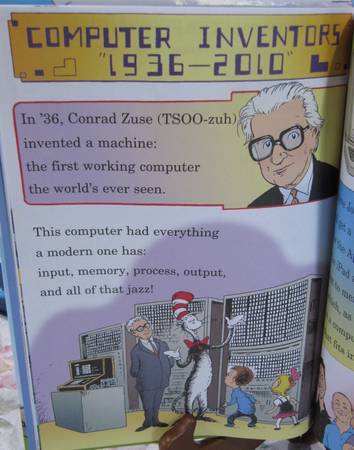 COMPUTER INVENTORS
"1936—2010"
In '36, Conrad Zuse (TSOO-zuh)
invented a machine:
the first working computer
the world's ever seen.
This computer had everything
a modern one has:
input, memory, process, output,
and all of that jazz!